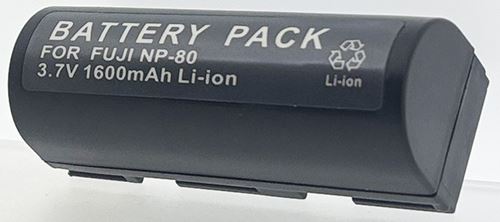 BATTERY PACK
FOR FUJI NP-80
3.7V 1600mAh Li-ion
Li-ion